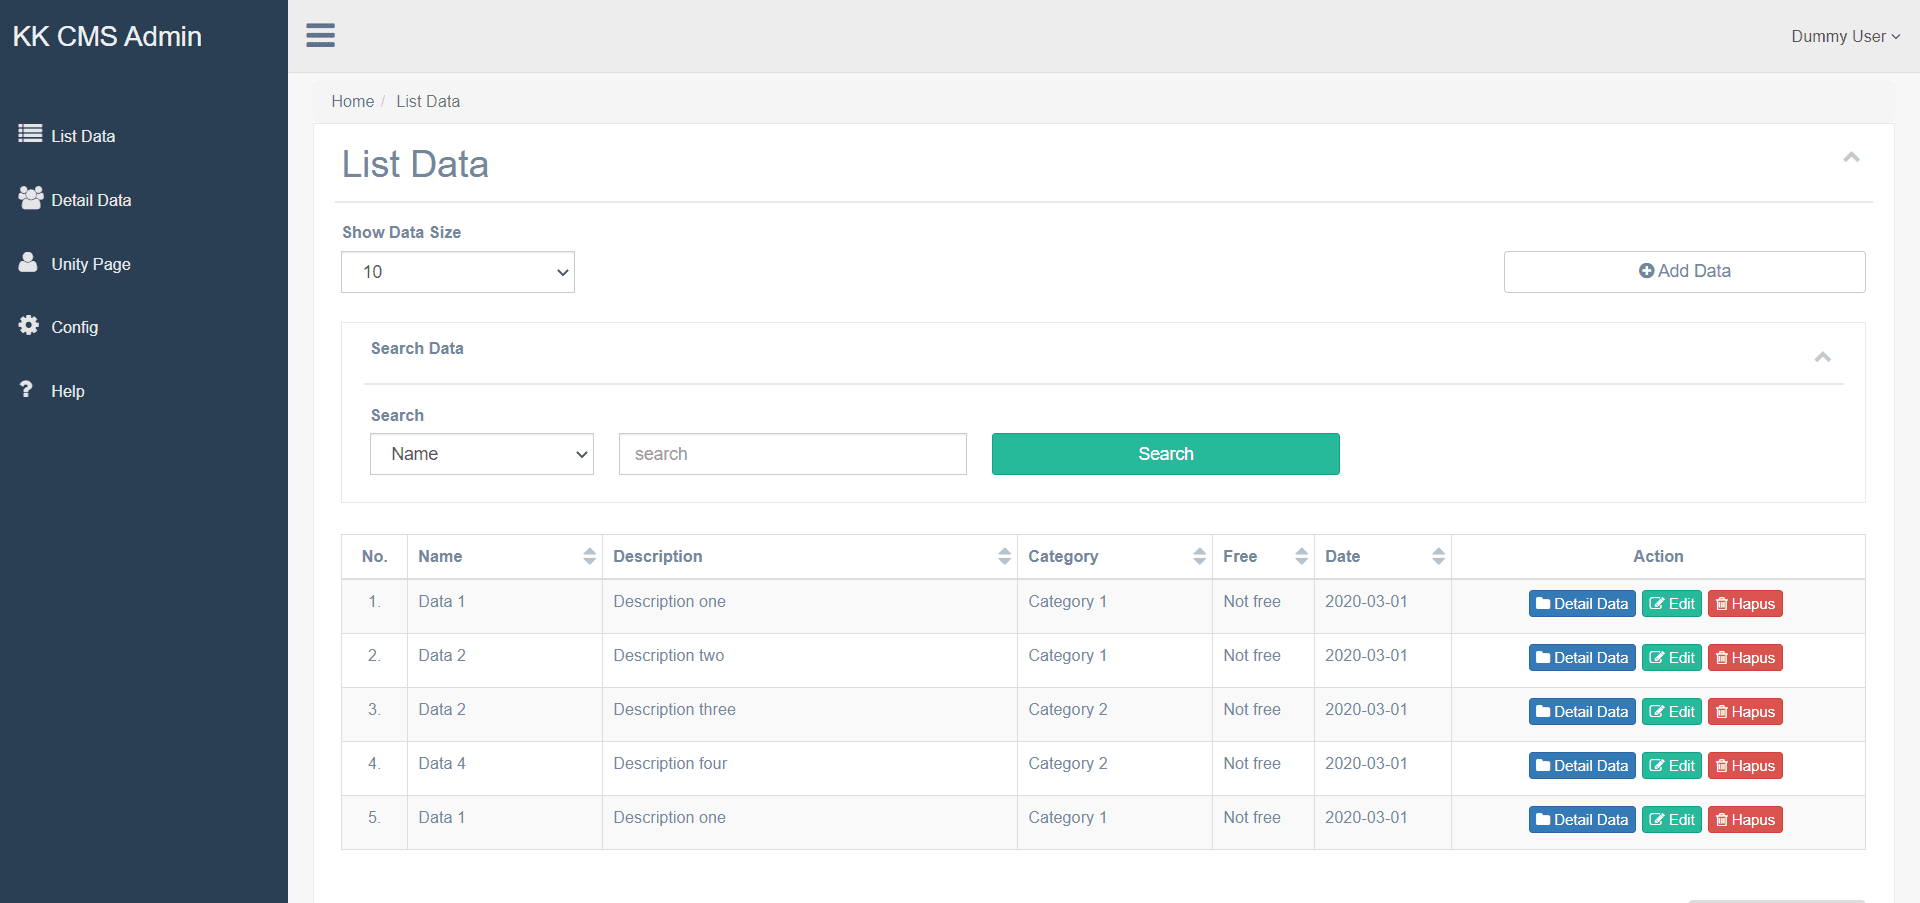 KK CMS Admin
Dummy User
List Data
Detail Data
Unity Page
Config
Help
Home / List Data
List Data
Show Data Size
10
Add Data
Search Data
Search
Name search Search
No. Name Description Category Free Date Action
1. Data 1 Description one Category 1 Not free 2020-03-01 Detail Data Edit Hapus
2. Data 2 Description two Category 1 Not free 2020-03-01 Detail Data Edit Hapus
3. Data 2 Description three Category 2 Not free 2020-03-01 Detail Data Edit Hapus
4. Data 4 Description four Category 2 Not free 2020-03-01 Detail Data Edit Hapus
5. Data 1 Description one Category 1 Not free 2020-03-01 Detail Data Edit Hapus